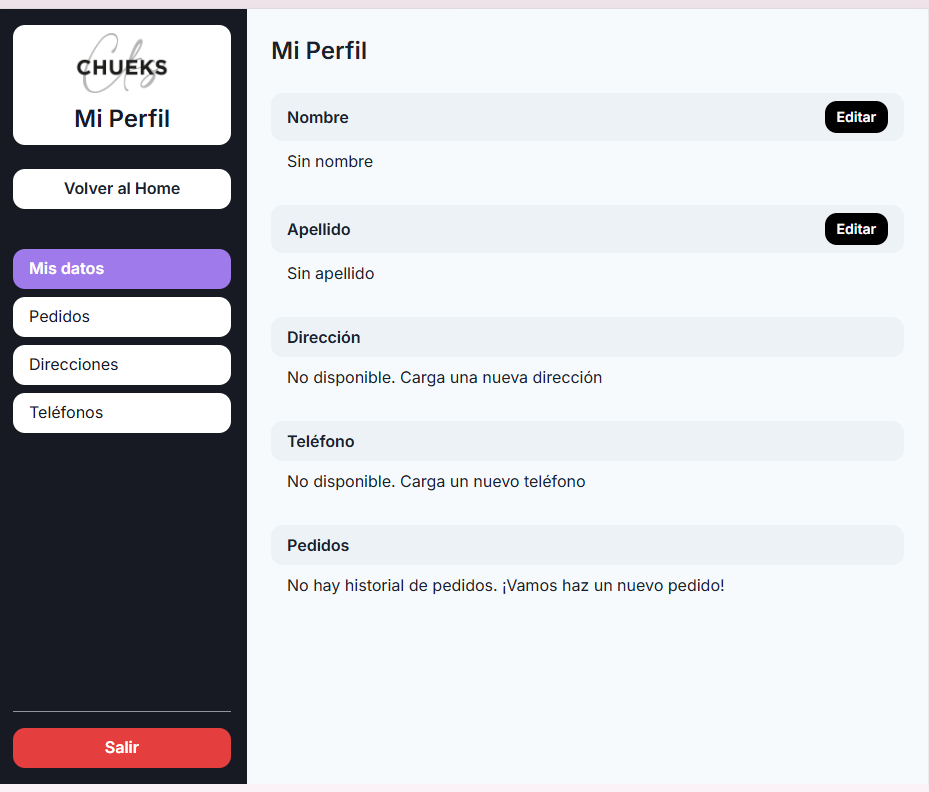 CHUEKS
Mi Perfil
Volver al Home
Mis datos
Pedidos
Direcciones
Teléfonos
Salir
Mi Perfil
Nombre
Editar
Sin nombre
Apellido
Editar
Sin apellido
Dirección
No disponible. Carga una nueva dirección
Teléfono
No disponible. Carga un nuevo teléfono
Pedidos
No hay historial de pedidos. ¡Vamos haz un nuevo pedido!